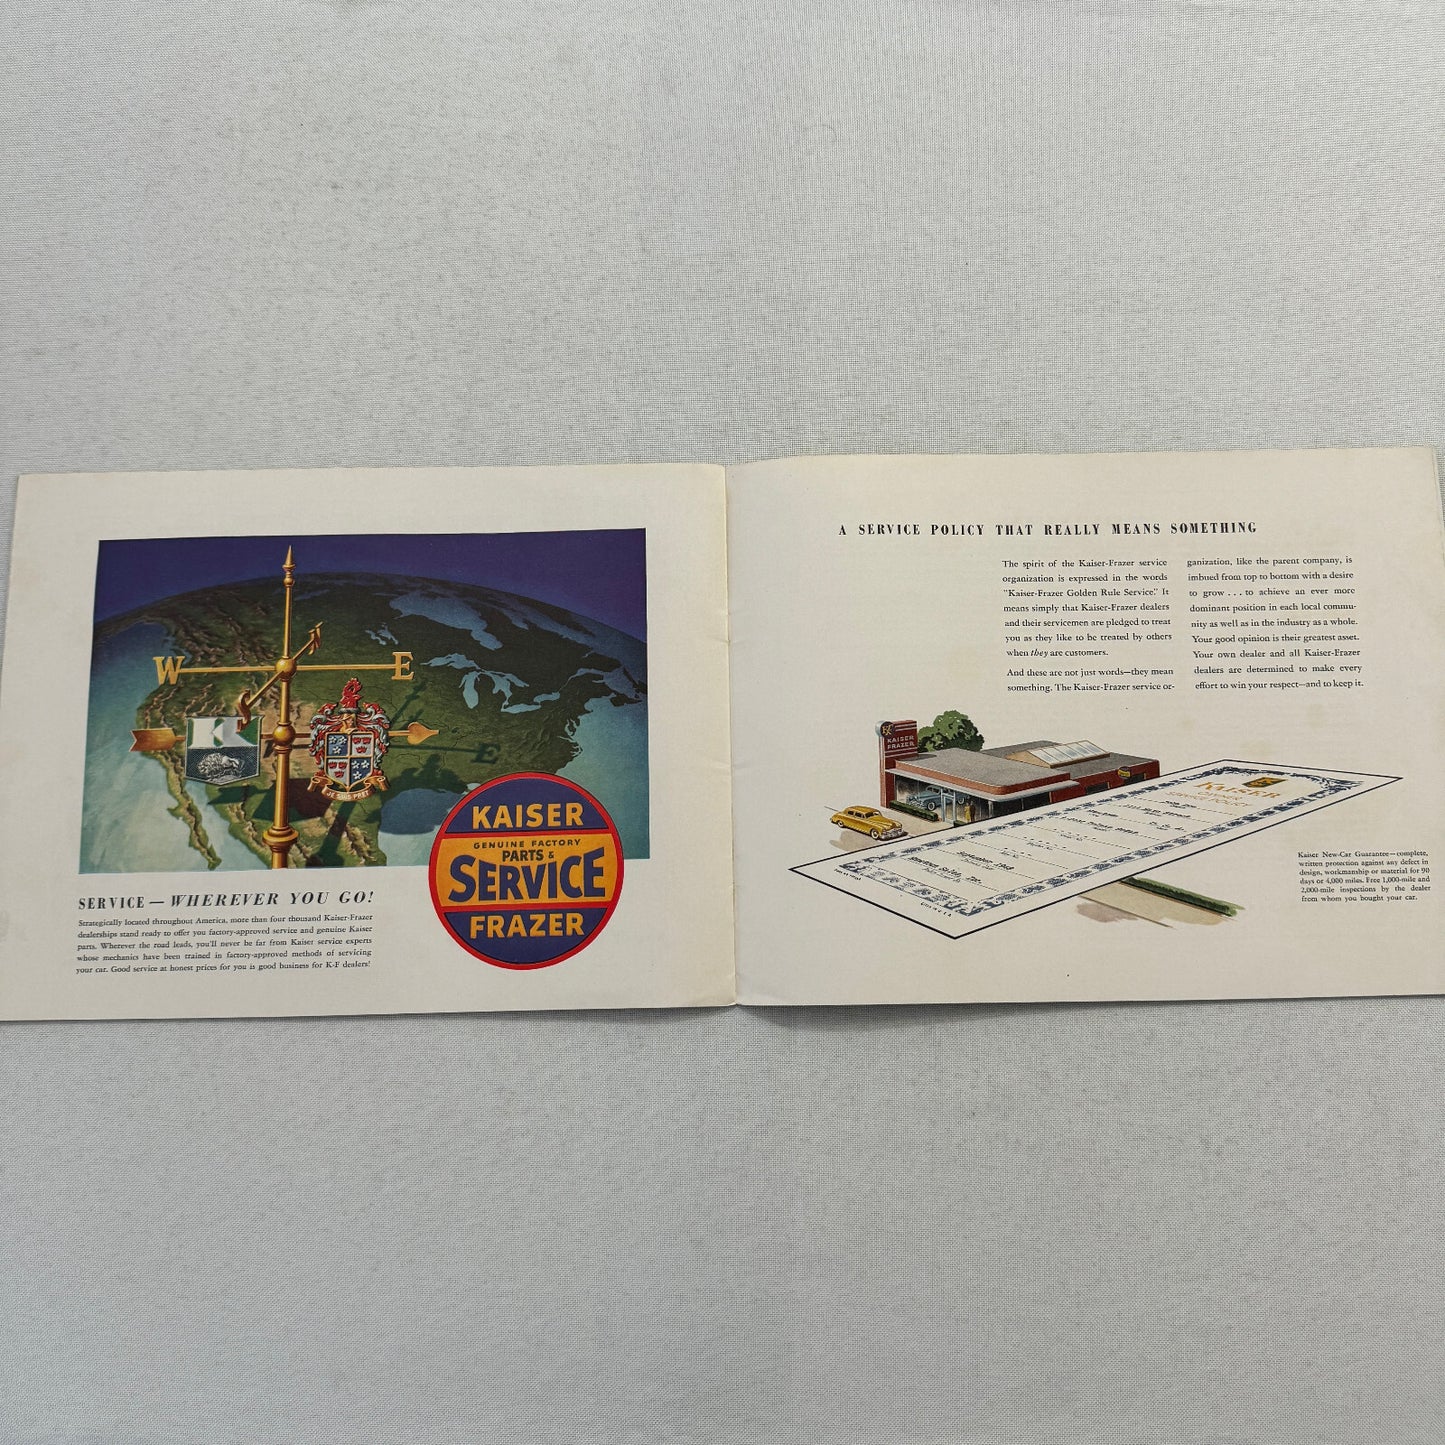 W
E
E
K
JE SUIS PRET
KAISER
GENUINE FACTORY
PARTS &
SERVICE
FRAZER
SERVICE—WHEREVER YOU GO!
Strategically located throughout America, more than four thousand Kaiser-Frazer
dealerships stand ready to offer you factory-approved service and genuine Kaiser
parts. Wherever the road leads, you'll never be far from Kaiser service experts
whose mechanics have been trained in factory-approved methods of servicing
your car. Good service at honest prices for you is good business for K-F dealers!
A SERVICE POLICY THAT REALLY MEANS SOMETHING
The spirit of the Kaiser-Frazer service
organization is expressed in the words
"Kaiser-Frazer Golden Rule Service." It
means simply that Kaiser-Frazer dealers
and their servicemen are pledged to treat
you as they like to be treated by others
when they are customers.
And these are not just words—they mean
something. The Kaiser-Frazer service or-
ganization, like the parent company, is
imbued from top to bottom with a desire
to grow . . . to achieve an ever more
dominant position in each local commu-
nity as well as in the industry as a whole.
Your good opinion is their greatest asset.
Your own dealer and all Kaiser-Frazer
dealers are determined to make every
effort to win your respect—and to keep it.
KAISER
FRAZER
KAISER
Kaiser New-Car Guarantee—complete,
written protection against any defect in
design, workmanship or material for 90
days or 4,000 miles. Free 1,000-mile and
2,000-mile inspections by the dealer
from whom you bought your car.